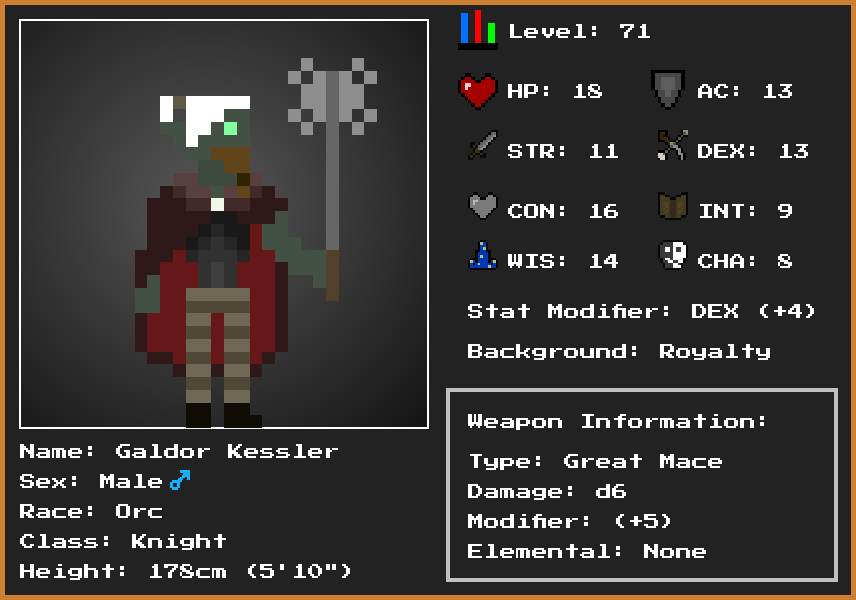 Level: 71
HP: 18
AC: 13
STR: 11
DEX: 13
CON: 16
INT: 9
WIS: 14
CHA: 8
Stat Modifier: DEX (+4)
Background: Royalty
Weapon Information:
Type: Great Mace
Damage: d6
Modifier: (+5)
Elemental: None
Name: Galdor Kessler
Sex: Male ♂
Race: Orc
Class: Knight
Height: 178cm (5'10")